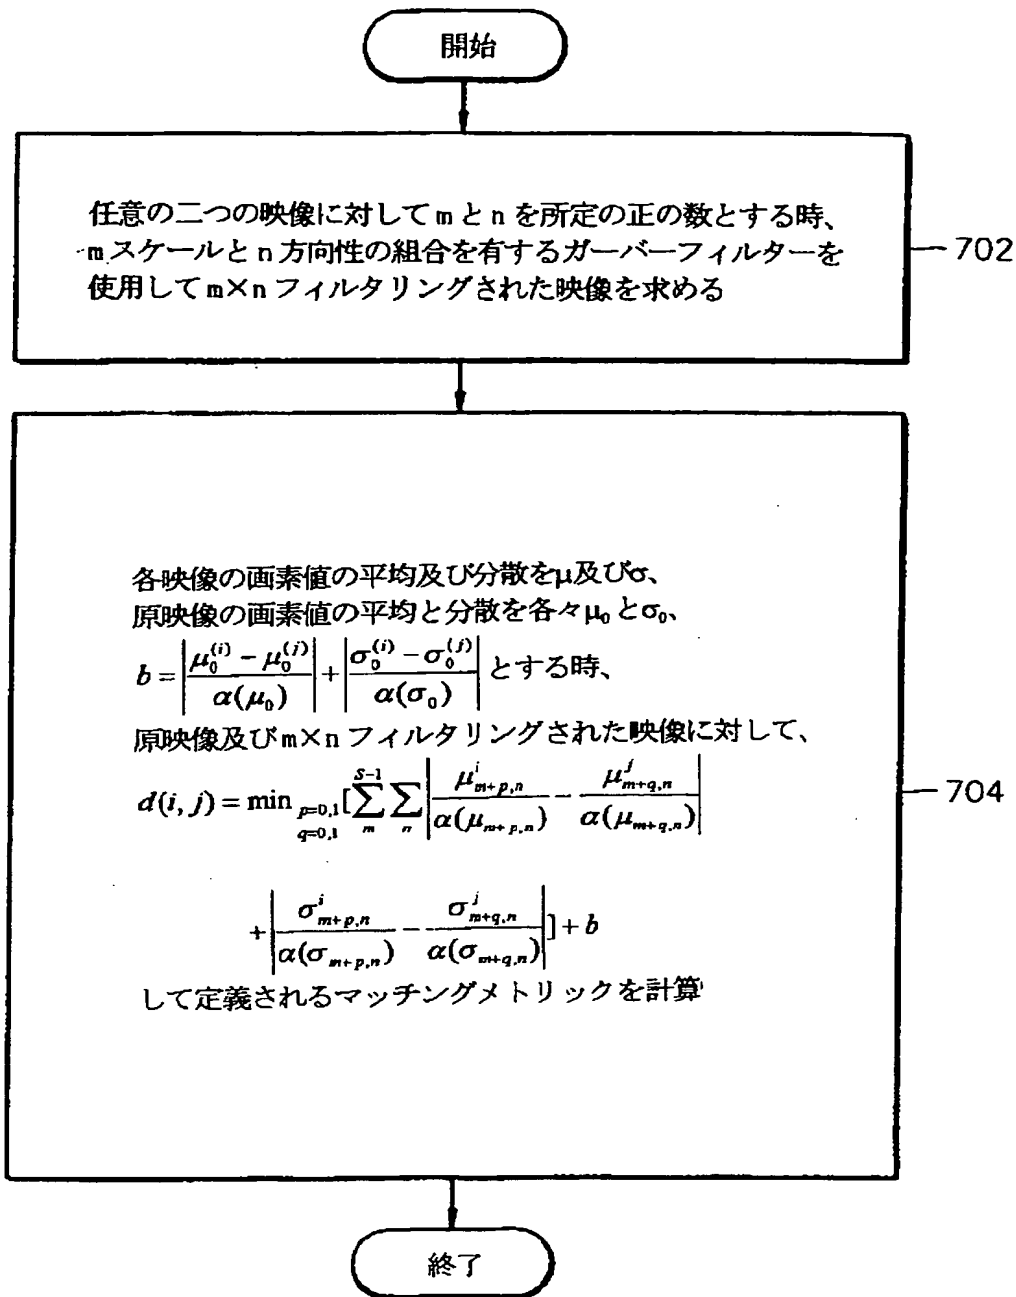 開始
任意の二つの映像に対してmとnを所定の正の数とする時、
mスケールとn方向性の組合を有するガーバーフィルターを
使用してm×nフィルタリングされた映像を求める
702
各映像の画素値の平均及び分散をμ及びσ、
原映像の画素値の平均と分散を各々μ₀とσ₀、
b = |(μ₀^(i) − μ₀^(j)) / α(μ₀)| + |(σ₀^(i) − σ₀^(j)) / α(σ₀)| とする時、
原映像及びm×nフィルタリングされた映像に対して、
d(i, j) = min_{p=0,1 q=0,1} [∑_m^{S−1} ∑_n |μ^i_{m+p,n} / α(μ_{m+p,n}) − μ^j_{m+q,n} / α(μ_{m+q,n})|
704
+ |σ^i_{m+p,n} / α(σ_{m+p,n}) − σ^j_{m+q,n} / α(σ_{m+q,n})|] + b
して定義されるマッチングメトリックを計算
終了